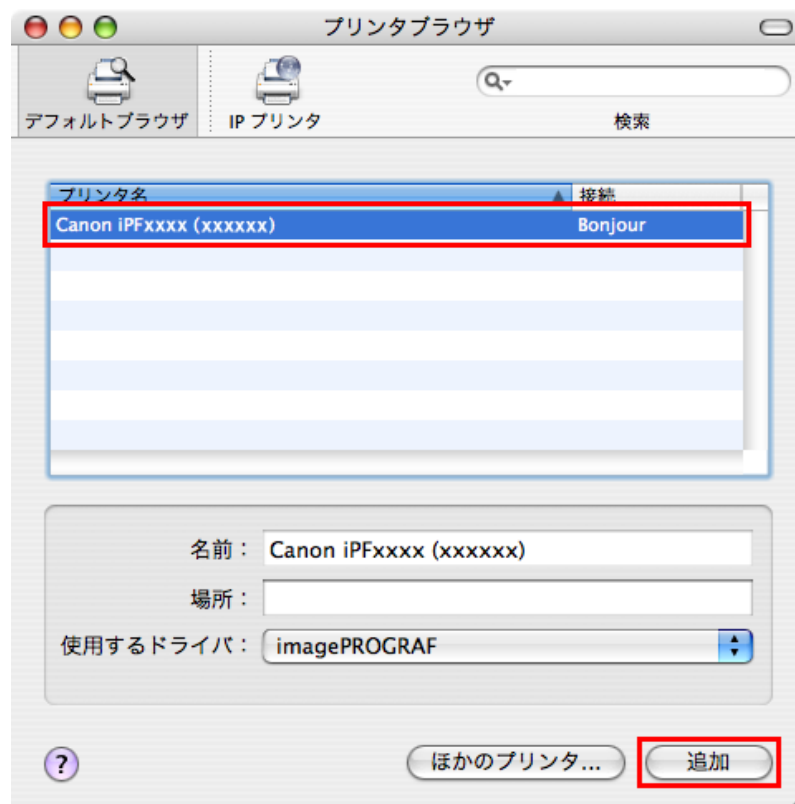 プリンタブラウザ
デフォルトブラウザ
IP プリンタ
検索
プリンタ名 接続
Canon iPFxxxx (xxxxxx) Bonjour
名前： Canon iPFxxxx (xxxxxx)
場所：
使用するドライバ： imagePROGRAF
? ほかのプリンタ... 追加